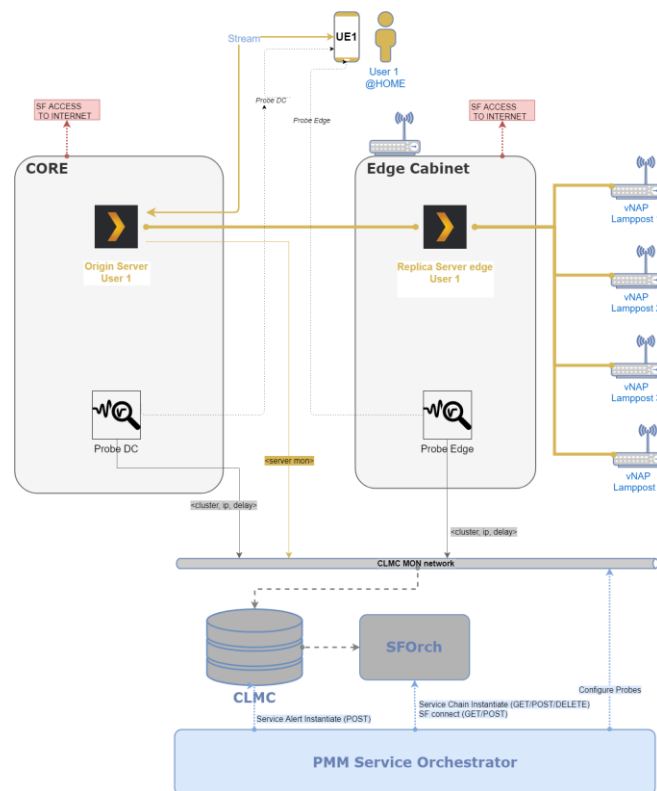 UE1
Stream
User 1
@HOME
Probe DC
Probe Edge
SF ACCESS
TO INTERNET
SF ACCESS
TO INTERNET
CORE
Edge Cabinet
vNAP
Lamppost 1
Origin Server
User 1
Replica Server edge
User 1
vNAP
Lamppost 2
vNAP
Lamppost 3
Probe DC
Probe Edge
<server mon>
vNAP
Lamppost
<cluster, ip, delay>
<cluster, ip, delay>
CLMC MON network
SFOrch
CLMC
Configure Probes
Service Chain Instantiate (GET/POST/DELETE)
SF connect (GET/POST)
Service Alert Instantiate (POST)
PMM Service Orchestrator